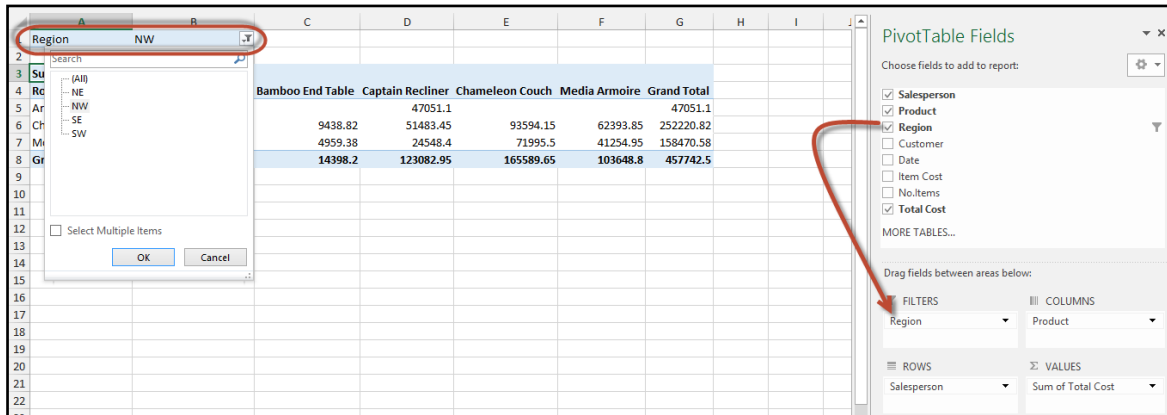 A B C D E F G H I J
1 Region NW
2 Search
3 Su
(All)
4 Ro Bamboo End Table Captain Recliner Chameleon Couch Media Armoire Grand Total
NE
5 Ar 47051.1 47051.1
NW
6 Ch 9438.82 51483.45 93594.15 62393.85 252220.82
SE
SW
7 Me 4959.38 24548.4 71995.5 41254.95 158470.58
8 Gr 14398.2 123082.95 165589.65 103648.8 457742.5
9
10
11
12 Select Multiple Items
13
OK Cancel
14
15
16
17
18
19
20
21
22
PivotTable Fields
Choose fields to add to report:
Salesperson
Product
Region
Customer
Date
Item Cost
No.Items
Total Cost
MORE TABLES...
Drag fields between areas below:
FILTERS COLUMNS
Region Product
ROWS Σ VALUES
Salesperson Sum of Total Cost